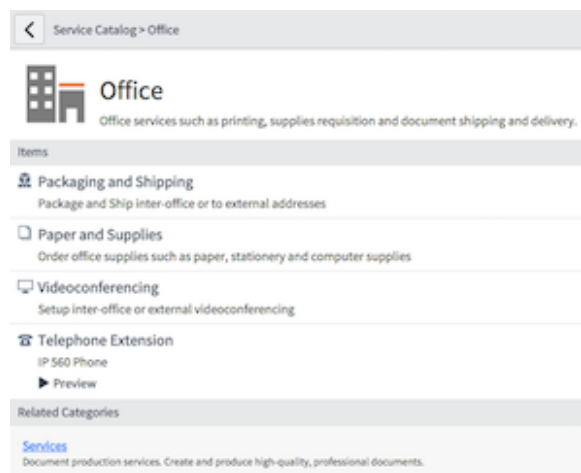 Service Catalog > Office
Office
Office services such as printing, supplies requisition and document shipping and delivery.
Items
Packaging and Shipping
Package and Ship inter-office or to external addresses
Paper and Supplies
Order office supplies such as paper, stationery and computer supplies
Videoconferencing
Setup inter-office or external videoconferencing
Telephone Extension
IP 560 Phone
Preview
Related Categories
Services
Document production services. Create and produce high-quality, professional documents.